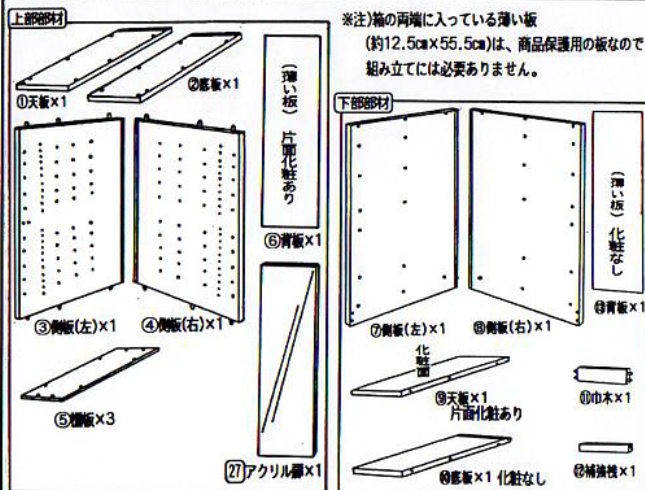 上部部材
①天板×1
②底板×1
(薄い板) 片面化粧あり
③側板(左)×1
④側板(右)×1
⑥背板×1
⑤棚板×3
27アクリル扉×1
※注)箱の両端に入っている薄い板
(約12.5cm×55.5cm)は、商品保護用の板なので
組み立てには必要ありません。
下部部材
(薄い板) 化粧なし
⑦側板(左)×1
⑧側板(右)×1
⑬背板×1
化粧面
⑨天板×1
片面化粧あり
⑪巾木×1
⑩底板×1 化粧なし
⑫補強桟×1